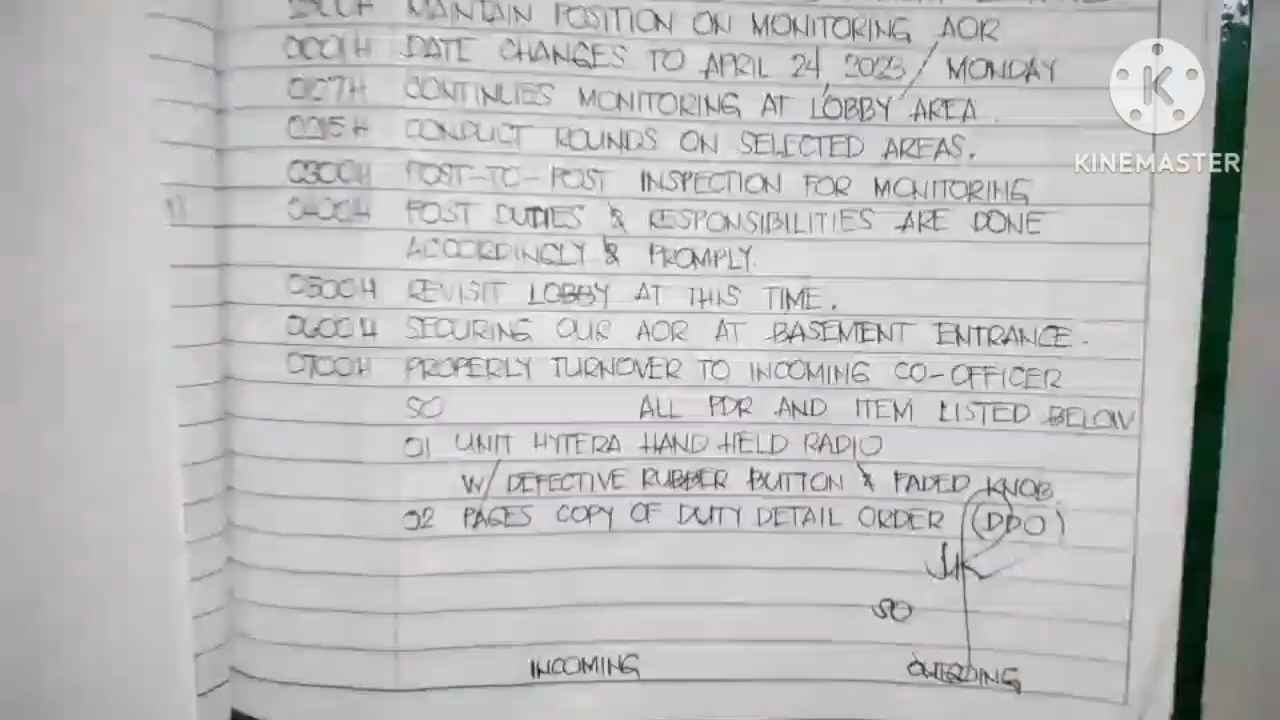 MAINTAIN POSITION ON MONITORING AOR
0001H DATE CHANGES TO APRIL 24, 2023 / MONDAY
CONTINUES MONITORING AT LOBBY AREA.
CONDUCT ROUNDS ON SELECTED AREAS.
0300H POST-TO-POST INSPECTION FOR MONITORING
0400H POST DUTIES & RESPONSIBILITIES ARE DONE
ACCORDINGLY & PROMPLY.
0500H REVISIT LOBBY AT THIS TIME.
0600H SECURING OUR AOR AT BASEMENT ENTRANCE.
0700H PROPERLY TURNOVER TO INCOMING CO-OFFICER
SO ALL PDR AND ITEM LISTED BELOW
01 UNIT HYTERA HAND HELD RADIO
W/ DEFECTIVE RUBBER BUTTON & FADED KNOB.
02 PAGES COPY OF DUTY DETAIL ORDER (DDO)
SO
INCOMING OUTGOING
K
KINEMASTER